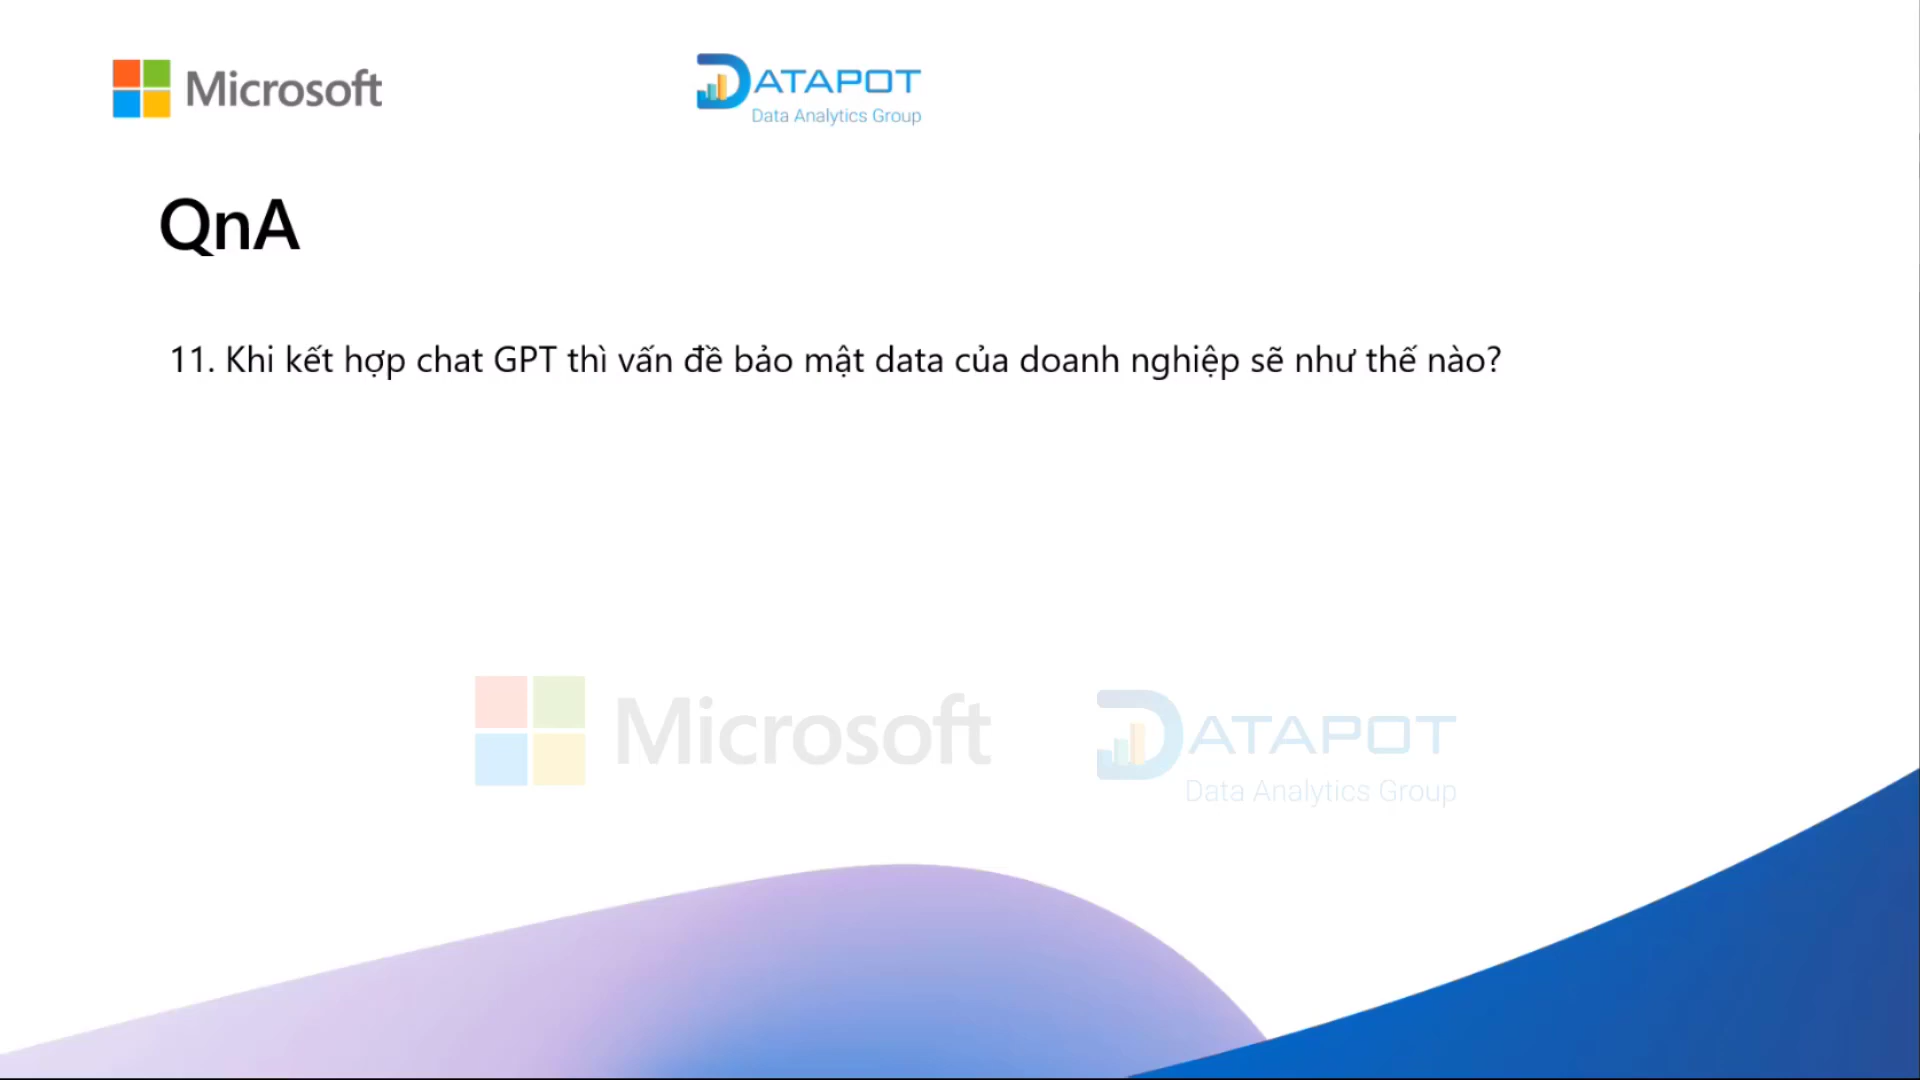 Microsoft
DATAPOT
Data Analytics Group
QnA
11. Khi kết hợp chat GPT thì vấn đề bảo mật data của doanh nghiệp sẽ như thế nào?
Microsoft
DATAPOT
Data Analytics Group